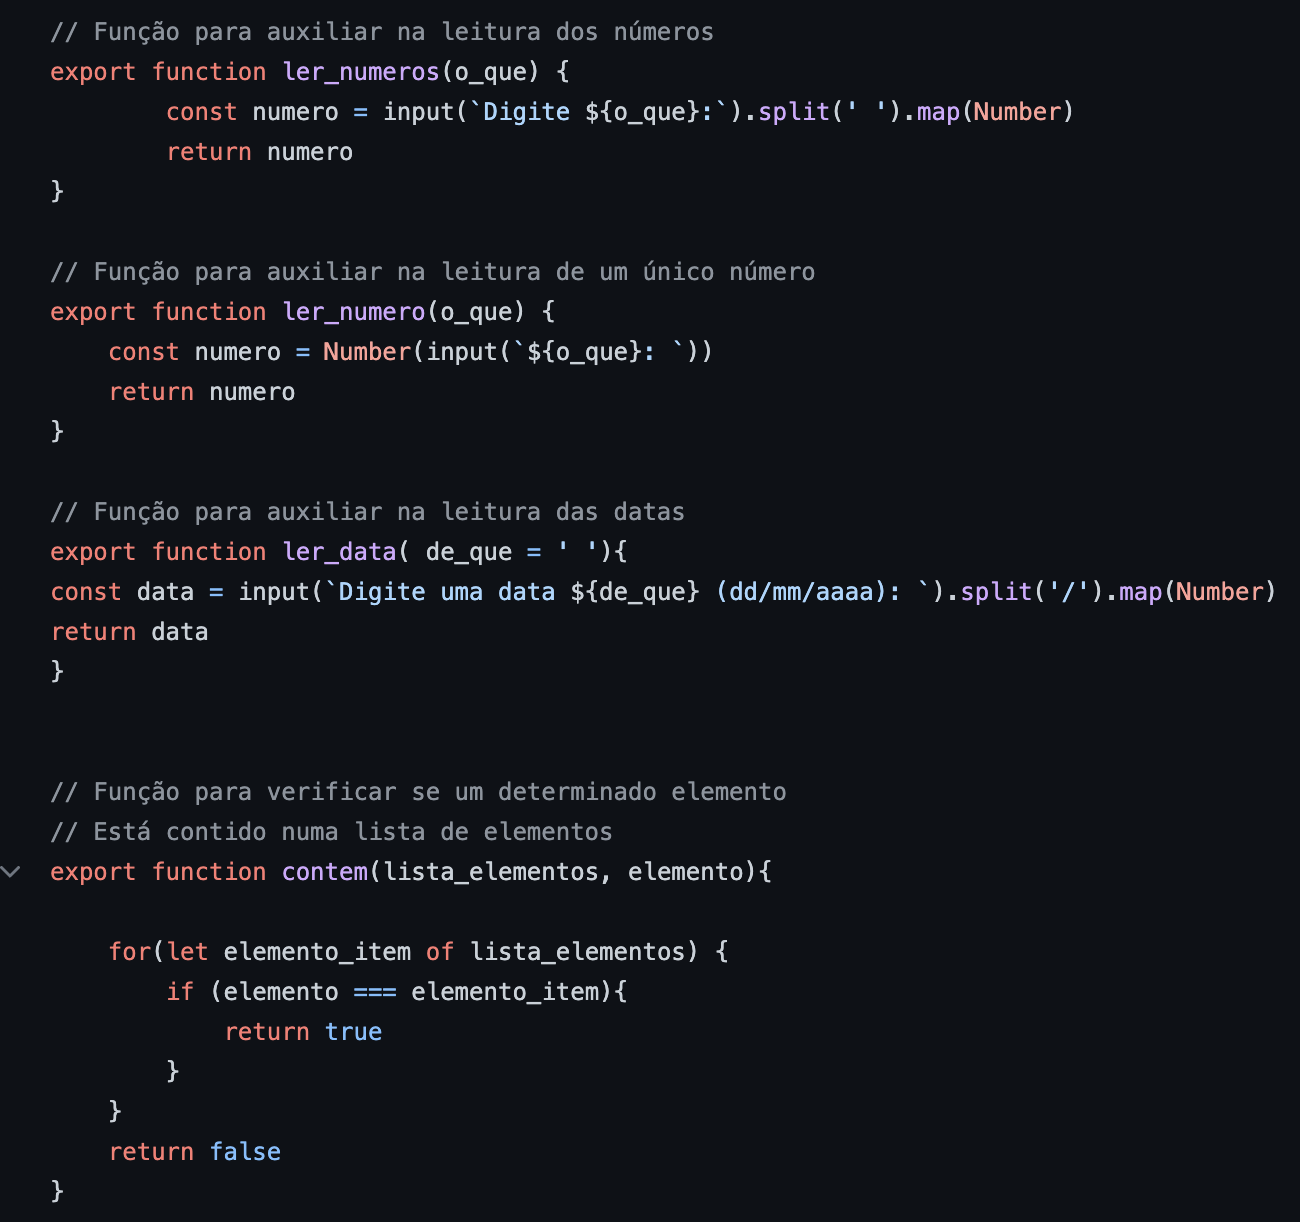 // Função para auxiliar na leitura dos números
export function ler_numeros(o_que) {
        const numero = input(`Digite ${o_que}:`).split(' ').map(Number)
        return numero
}
// Função para auxiliar na leitura de um único número
export function ler_numero(o_que) {
    const numero = Number(input(`${o_que}: `))
    return numero
}
// Função para auxiliar na leitura das datas
export function ler_data( de_que = ' '){
const data = input(`Digite uma data ${de_que} (dd/mm/aaaa): `).split('/').map(Number)
return data
}
// Função para verificar se um determinado elemento
// Está contido numa lista de elementos
export function contem(lista_elementos, elemento){
    for(let elemento_item of lista_elementos) {
        if (elemento === elemento_item){
            return true
        }
    }
    return false
}